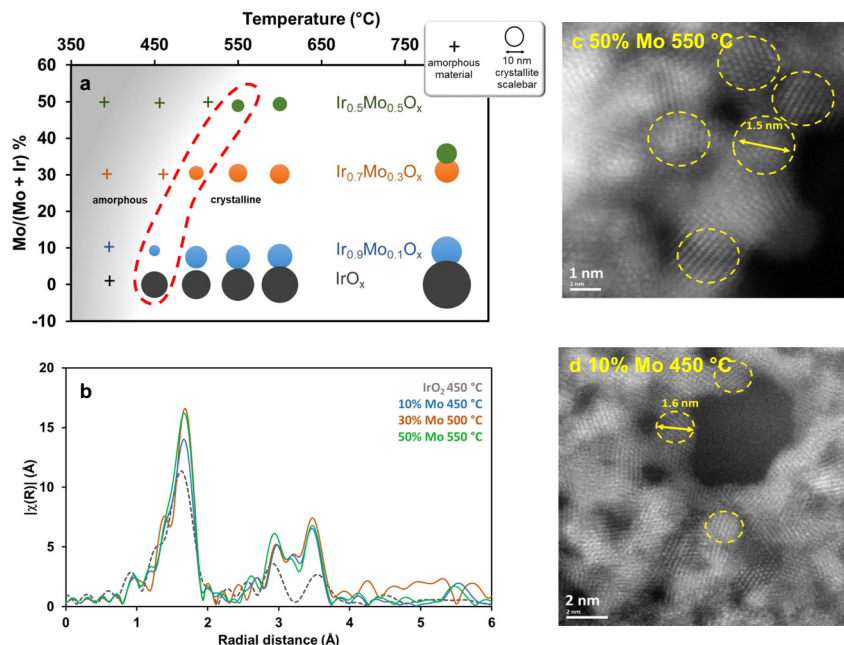 Temperature (°C)
350 450 550 650 750
+
amorphous
material
10 nm
crystallite
scalebar
a
Mo/(Mo + Ir) %
60
50
40
30
20
10
0
-10
Ir0.5Mo0.5Ox
Ir0.7Mo0.3Ox
amorphous
crystalline
Ir0.9Mo0.1Ox
IrOx
c 50% Mo 550 °C
1.5 nm
1 nm
1 nm
b
IrO2 450 °C
10% Mo 450 °C
30% Mo 500 °C
50% Mo 550 °C
|χ(R)| (Å)
20
15
10
5
0
0 1 2 3 4 5 6
Radial distance (Å)
d 10% Mo 450 °C
1.6 nm
2 nm
2 nm